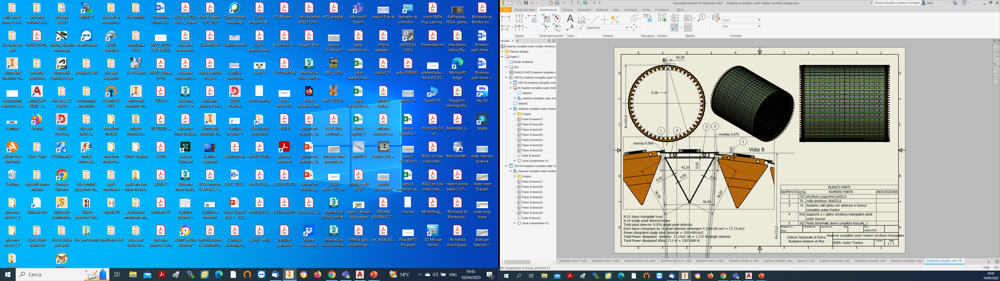 altri pezzi stave e col...
assieme volume col...
disegni LN2P3
WinSCP
file dati a bedeschi ...
file venturi
1Booking form FC...
AOO_PI-202... Bosi F_signed
Bosi Filippo - 730_2022
Cisco Webex Meetings
Cyclic Pressure Te...
DS-Novec-...
fattura wind W2213335...
HTS_magne...
Microsoft Teams
layout 9 et al
Pannello di controllo - ...
loson INFN Pisa, Lamina...
Raffredda... FPGA parte...
Richiesta di Rimborso ...
file fabrizio pdf
G20221110...
Inkling Sketch Manager
TeamViewer
A360 Desktop
maschera 1332
2022_10_03 VTX REGU...
Assieme completo...
CA9450943
Cattura M55J
Cyclic pressure tes...
ElectronicTi...
Filippo Bosi
Layout 16+disco1
Layer radiation le...
offerta watajet ...
LMTOOLS Utility
Présentation1
mechanics status Pis...
Rinnovo part-time -...
Autodesk Inventor Pr...
bollette iperdrola
Autodesk Desktop App
disegni CEPC
file per bedeschi
X-PDFsam
46772_signe... 9176
Assieme completo l...
carta identita filippo
Cattura pocofoa...
disco 2
F2210560146
Interfaccia flussi contra...
IMG_2879
Layer radiation le...
layout 11
pdv-000000...
presentazio... fbosi RD_FC...
Microsoft Edge
Rinnovo part-time -...
dimensioni detector AT...
AutoCAD 2020 - I...
file BELLE2 CMOS
documenti macchina
OpenVPN GUI
Autodesk Inventor Pr...
220134
Assieme disco 1_1
Assieme piano di lav...
DWG TrueVie...
docu marisa
IDEA MDI-FCC
Fluido especial 3M...
IMG-20200...
Layer radiation le...
offerta wataj...
layout 11
Questo PC
Rapporto termografic...
Sky Go
Cattura
Firefox
DWG TrueVie...
file per fabrizi...
Medium tracker
nuovo interfacc...
20220901_...
Assieme inner tracke...
Autodesk Inventor Pr...
Cattura roberto 1
File sul mio computer
EP30TC
Forum on Tracking D...
INFN Pisa, Laminati ...
Nuovi layout_1
offerta watajet ce...
pesi e radiatio...
microvite 0.5 - v2
Reminder_L...
Skype
Avast Free Antivirus
Cold Plate
CDBurnerXP
Install Autodes...
medium tracker r...
Outer Tracker
A269
Adobe Connect
Cattura gennaro
ElectronicR...
doc041340...
Adobe Acrobat
Forum on Tracking D...
integrazione presentazi...
Layout 9
Optics_241_...
Layout 17+disco1
R&D on low mass mec...
MicrosoftPr...
slide fabrizio ginevra
Cestino
biglietti treno milano
Google Chrome
file venturi supporto in...
galli maschere
pack and go inner tracke...
A269-2
Assieme inner track...
DDTEmesso... & MORELLI ...
DOC-2022...
doc041341...
F2204379773
Forum on Tracking ...
IDEA MDI-FCC ta...
offerta galli A269
Layout 18+disco1
pesi e radiation le...
R&D on low mass mec...
report prova belle 2 07-...
slide inner Tracker
assieme disco 1_1
Thunderbird
Autodesk Simulatio...
Fluido especial 3M...
layout 20
particolari maschera m...
abstract-32
Cattura polytec ...
Cattura x roberto
Cold Plate 4 Tubi T=15°...
doc041342...
F2207456301
GDFSFOX_2...
Interfaccia flussi contra...
Layer 1 Power dissipated
ORDINE LOSON FCC ...
marisa
Minifitting_...
Richiesta di Rimborso...
slide long stave
assieme disco 2_1
Cold Plate Maurizio
file di silvia per galli
file per Armin
maschera 444
slide per fabrizio ...
Assieme piano di lav...
Avast Secure Browser
certificazione di contratto...
Consigli alimentari...
Epoxy-Tech...
fattura iberdrola
home Dropbox
Interfaccia flussi contra...
offerta galli minifitting...
LH_WEBCKI...
Pisa WP10 Progress
3D Mouse Home
Richiesta Autorizzazi...
slide per Fabrizio 1
assieme
Virtual
Cerca
14°C
ENG
19:43
10/04/2023
Autodesk Inventor Professional 2021 Assieme completo outer tracker struttura triangolare
Ricerca Guida in linea e comand
bosi
File
Posiziona viste
Annotazione
Schizzo
Strumenti
Gestione
Vista
Ambienti
Inizia
Collabora
Superficie
Layer
Stile
Quota
Note lavorazione
Testo
Simboli
Recupera
Schizzo
Tabella
Formato
Modello
Assieme completo outer tracker struttura t
Risorse disegno
Foglio:1
Bordo di default
ISO
ELENCO PARTI:Assieme completo c
VISTA1:Assieme completo outer tr
VISTA2:Assieme completo oute
B:Assieme completo outer track
Sketch4
Assieme completo outer tra
Sketch5
Assieme completo outer tracker
Origine
Piano di lavoro17
Piano di lavoro20
Piano di lavoro21
Piano di lavoro22
Piano di lavoro23
Piano di lavoro24
Piano di lavoro25
Asse di lavoro2
Serie componente 4:1
VISTA4:Assieme completo outer tr
Assieme completo outer tracker
Origine
Piano di lavoro17
Piano di lavoro20
Piano di lavoro21
Piano di lavoro22
Piano di lavoro23
Piano di lavoro24
Piano di lavoro25
Asse di lavoro2
Serie componente 4:1
6 5 4 3 2 1
D
C
B
A
B
42,20
9.28
R=315.0
1
4
3
2
1
overlap 0.675
overlap 0.906
Vista B
0,50
0,50
42,20
0,50
0,50
0,50
36,00
36,00
36,00
R=315,0
N.51 stave triangolar truss
N.16 single pixel detector/stave
Total pixel detector N.816 single pixel detector
Each stave composed by 16 pixel detector dimension 4.22x4.06 cm2 = 17.13 cm2
Power dissipated single pixel detector = 100 mW/cm2
Total Power dissipated detector: 17,13x0.1W = 1.713 W/single detector
Total Power dissipated 800x1.713 W = 1397.808 W
ELENCO PARTI
ELEMENTO QTÀ NUMERO PARTE DESCRIZIONE
1 153 struttura supportoc1x652,6
2 51 colla struttura 36x652,6
3 51 Assieme cold plate con detector e fanout completo outer tracker
4 918 supporto a c piano struttura triangolare pixel outer tracker
5 102 Parte terminale stave completa boccole_1
Progettato da
fbosi
Controllato da
Approvato da
Data
Data
16/01/2023
Istituto Nazionale di Fisica Nucleare-Sezione di Pisa
Assieme completo outer tracker struttura triangolare
IDEA- Outer Tracker
Edizione
Foglio
1 / 1
6 5 4 3 2 1
Assieme disco 1.iam
Assieme disco 1.idw
Assieme disco co...iam
Assieme disco co...idw
Assieme disco 3.idw
Assieme midle o...iam
assieme middle...idw
layout 21.ipt
Assieme modulo...iam
Assieme complet...iam
Assieme complet...idw
Assieme complet...idw
Per visualizzare la Guida, premere F1
4386
293
19:43
10/04/2023